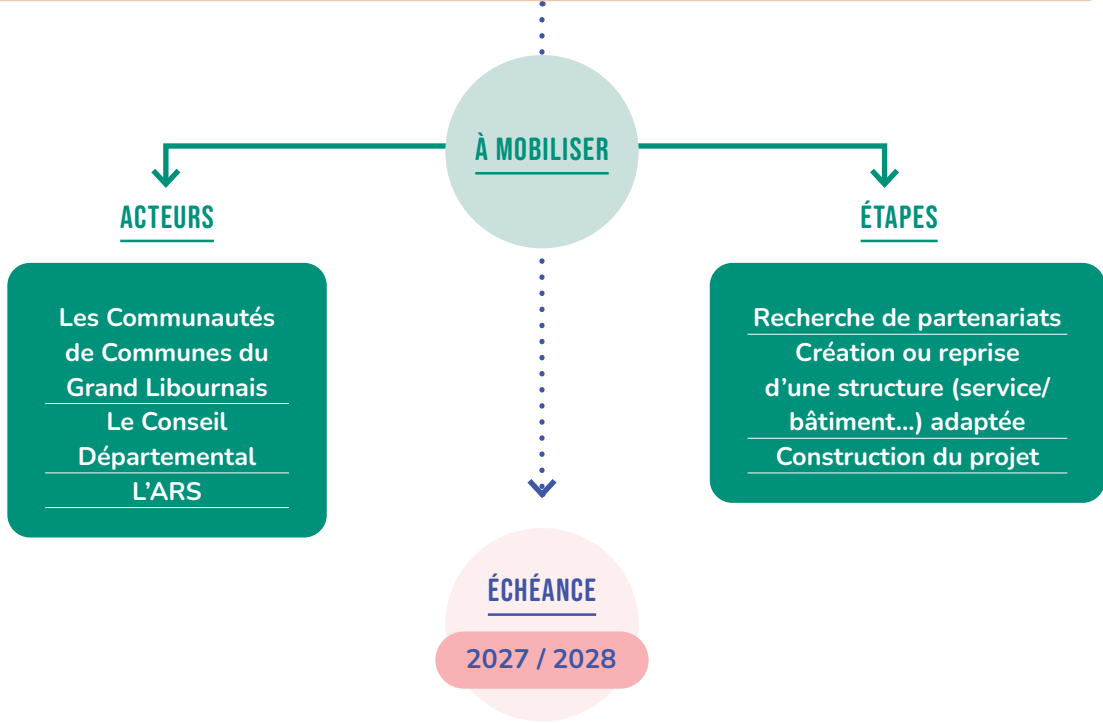 À MOBILISER
ACTEURS
Les Communautés
de Communes du
Grand Libournais
Le Conseil
Départemental
L'ARS
ÉTAPES
Recherche de partenariats
Création ou reprise
d'une structure (service/
bâtiment...) adaptée
Construction du projet
ÉCHÉANCE
2027 / 2028